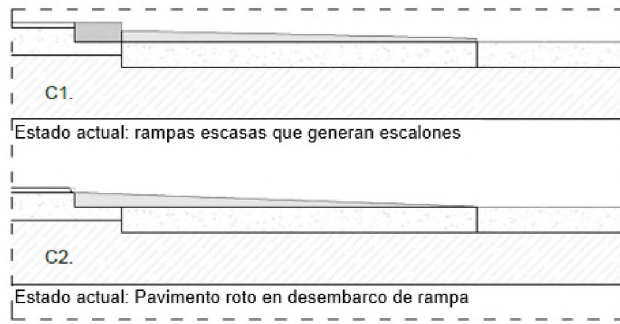 C1.
Estado actual: rampas escasas que generan escalones
C2.
Estado actual: Pavimento roto en desembarco de rampa